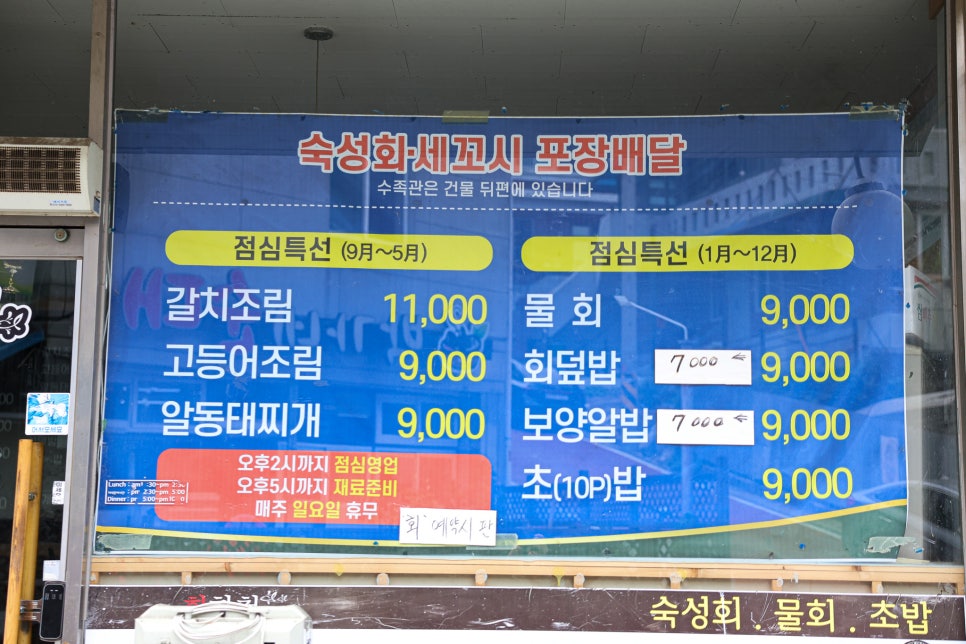 숙성회·세꼬시 포장배달
수족관은 건물 뒤편에 있습니다
점심특선 (9月~5月)
갈치조림 11,000
고등어조림 9,000
알동태찌개 9,000
오후2시까지 점심영업
오후5시까지 재료준비
매주 일요일 휴무
점심특선 (1月~12月)
물 회 9,000
회덮밥 7000 ← 9,000
보양알밥 7000 ← 9,000
초(10P)밥 9,000
회 예약시 판
숙성회 . 물회 . 초밥